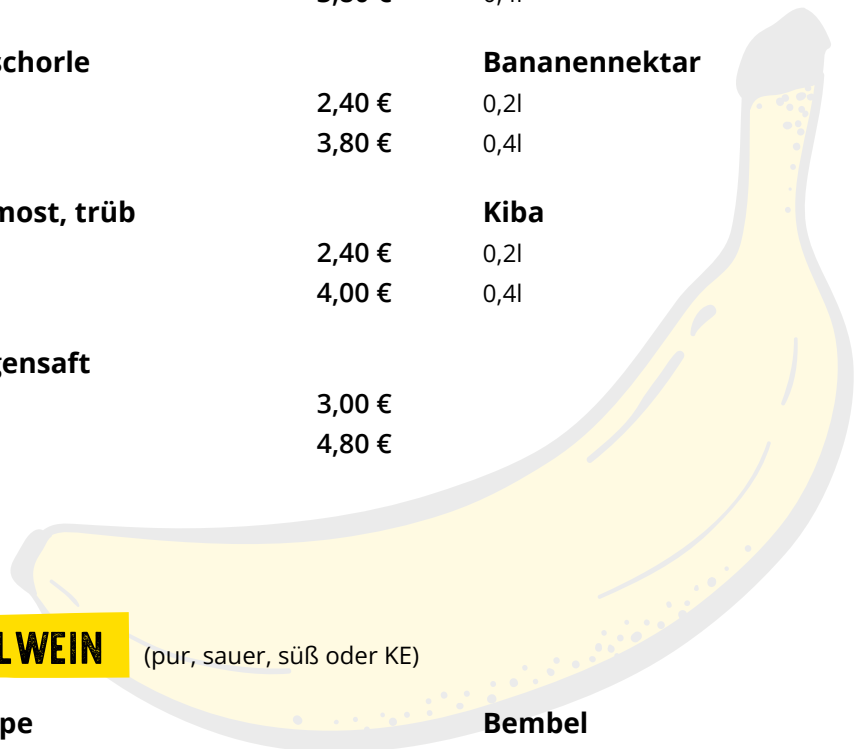 schorle
2,40 €
3,80 €
most, trüb
2,40 €
4,00 €
gensaft
3,00 €
4,80 €
Bananennektar
0,2l
0,4l
Kiba
0,2l
0,4l
LWEIN (pur, sauer, süß oder KE)
pe
Bembel